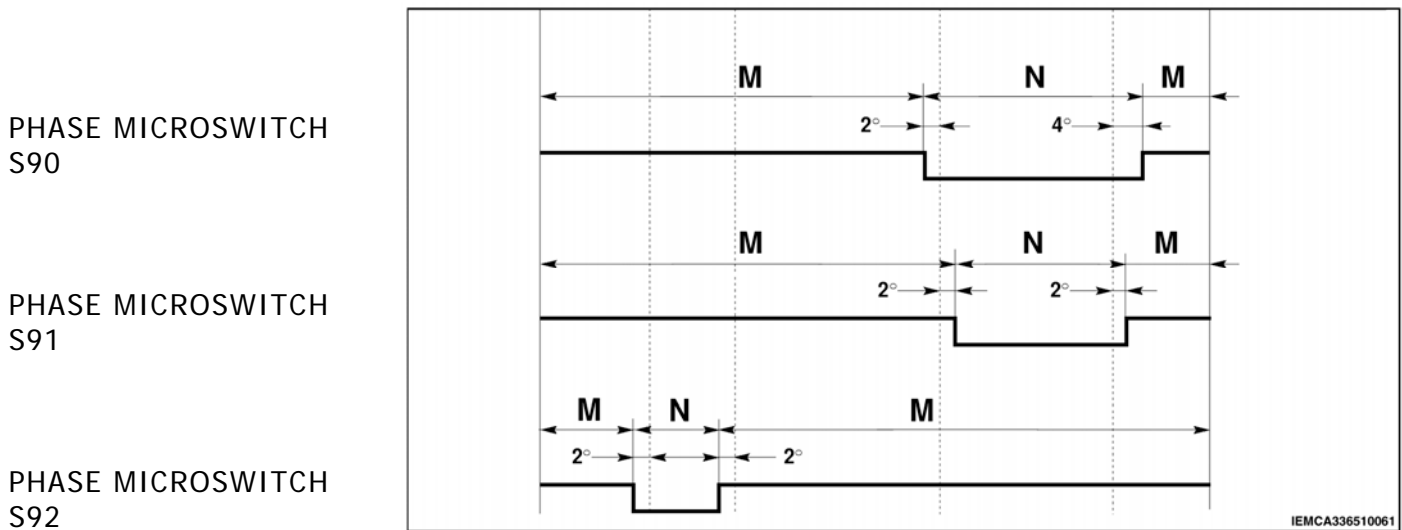 M N M
2° 4°
PHASE MICROSWITCH
S90
M N M
2° 2°
PHASE MICROSWITCH
S91
M N M
2° 2°
PHASE MICROSWITCH
S92
IEMCA336510061